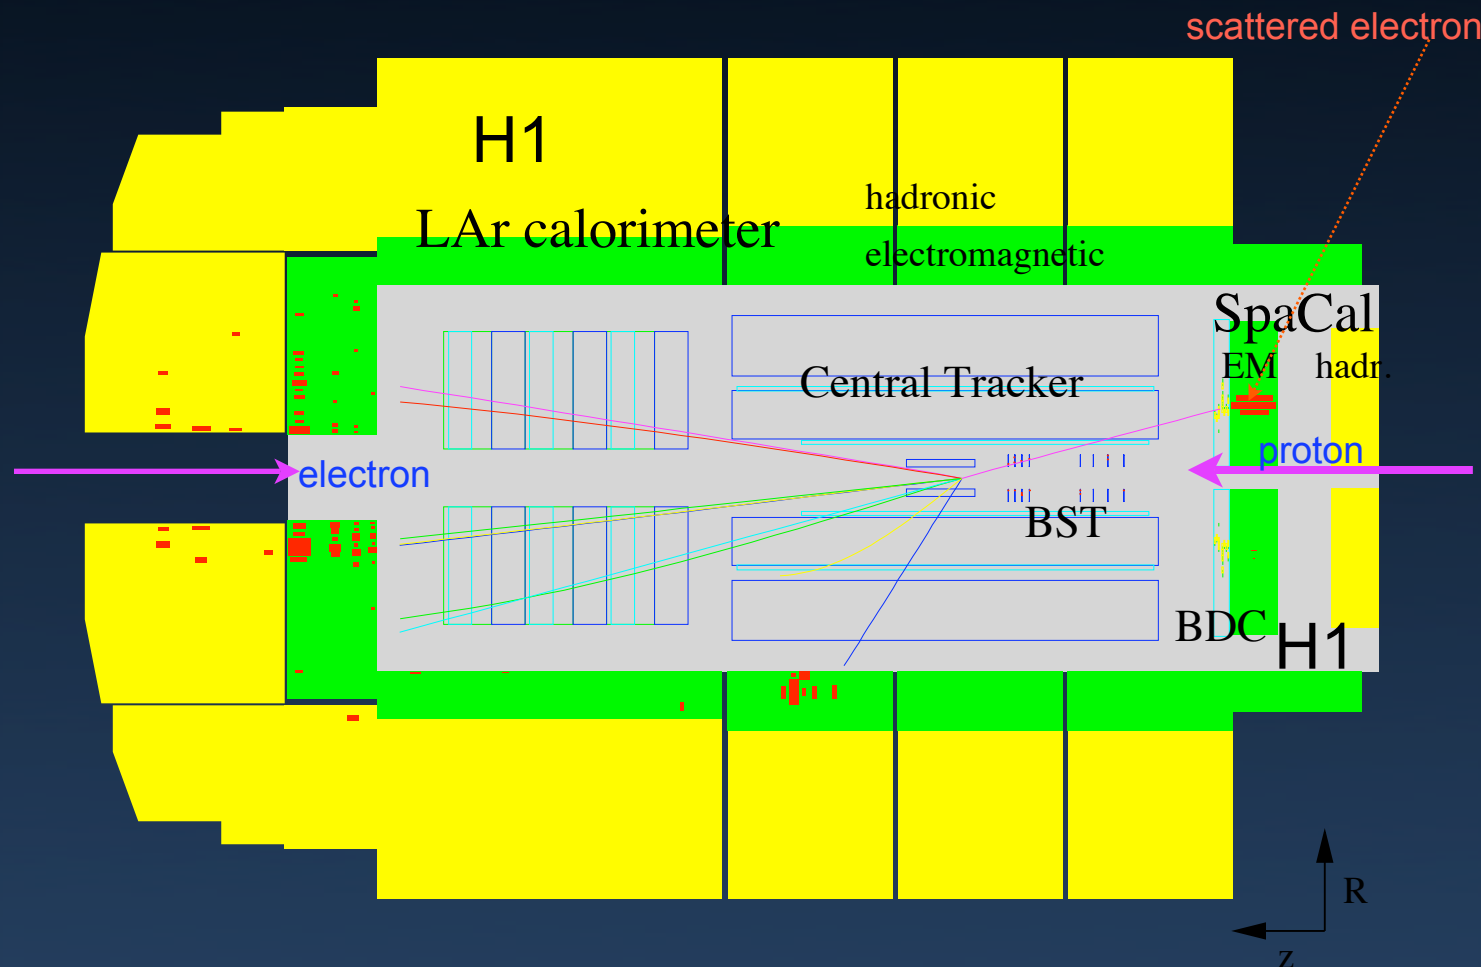 scattered electron
H1
hadronic
LAr calorimeter
electromagnetic
SpaCal
EM hadr.
Central Tracker
proton
electron
BST
BDC
H1
R
z